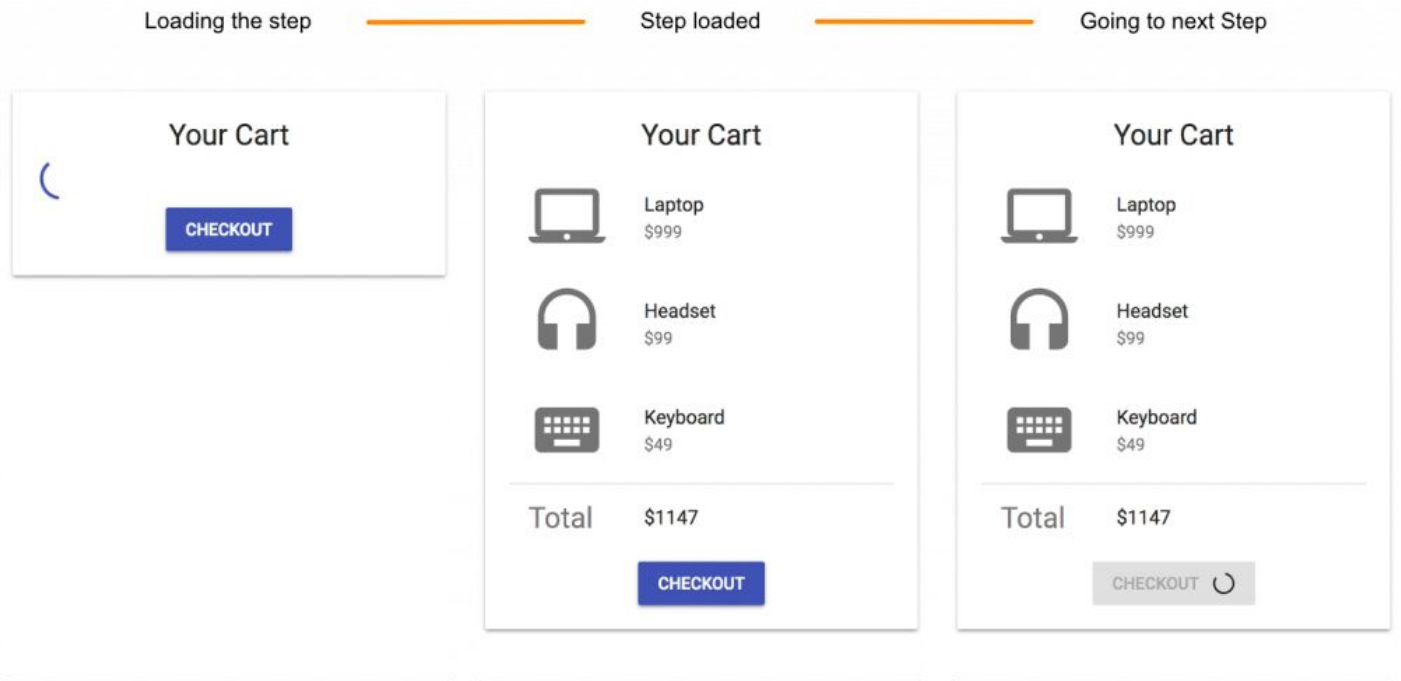 Loading the step
Step loaded
Going to next Step
Your Cart
CHECKOUT
Your Cart
Laptop
$999
Headset
$99
Keyboard
$49
Total $1147
CHECKOUT
Your Cart
Laptop
$999
Headset
$99
Keyboard
$49
Total $1147
CHECKOUT